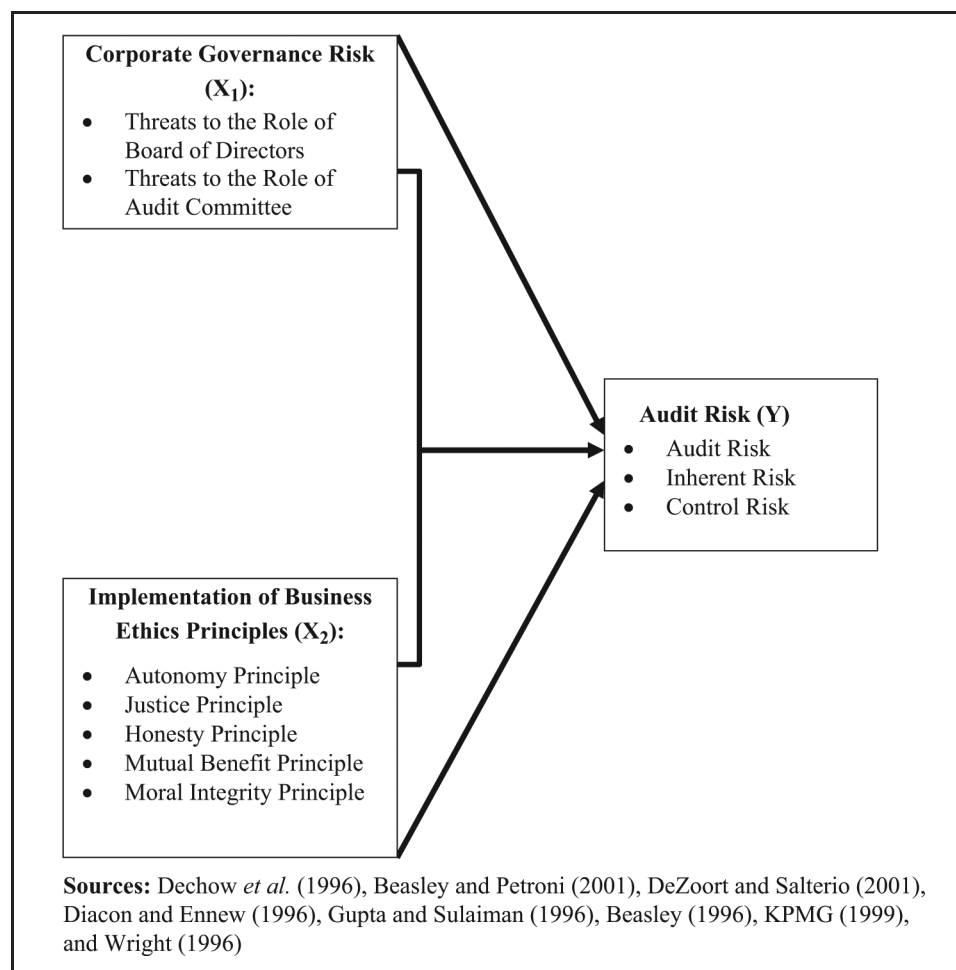 Corporate Governance Risk
(X₁):
• Threats to the Role of
Board of Directors
• Threats to the Role of
Audit Committee
Audit Risk (Y)
• Audit Risk
• Inherent Risk
• Control Risk
Implementation of Business
Ethics Principles (X₂):
• Autonomy Principle
• Justice Principle
• Honesty Principle
• Mutual Benefit Principle
• Moral Integrity Principle
Sources: Dechow et al. (1996), Beasley and Petroni (2001), DeZoort and Salterio (2001),
Diacon and Ennew (1996), Gupta and Sulaiman (1996), Beasley (1996), KPMG (1999),
and Wright (1996)